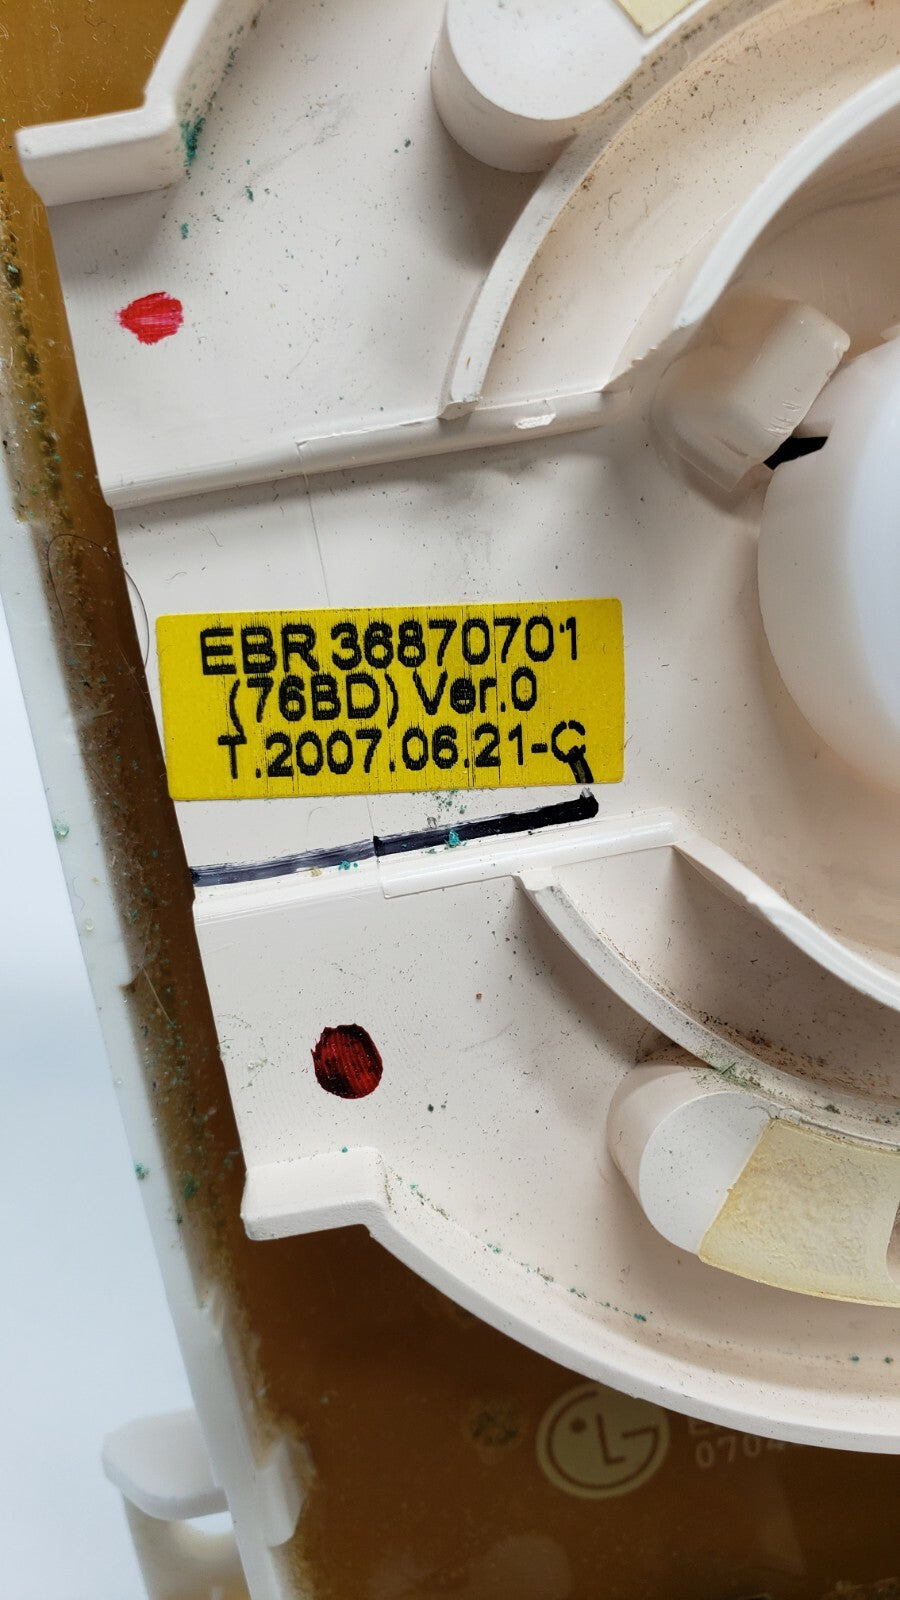 EBR 36870701
(76BD) Ver.0
T.2007.06.21-C
LG